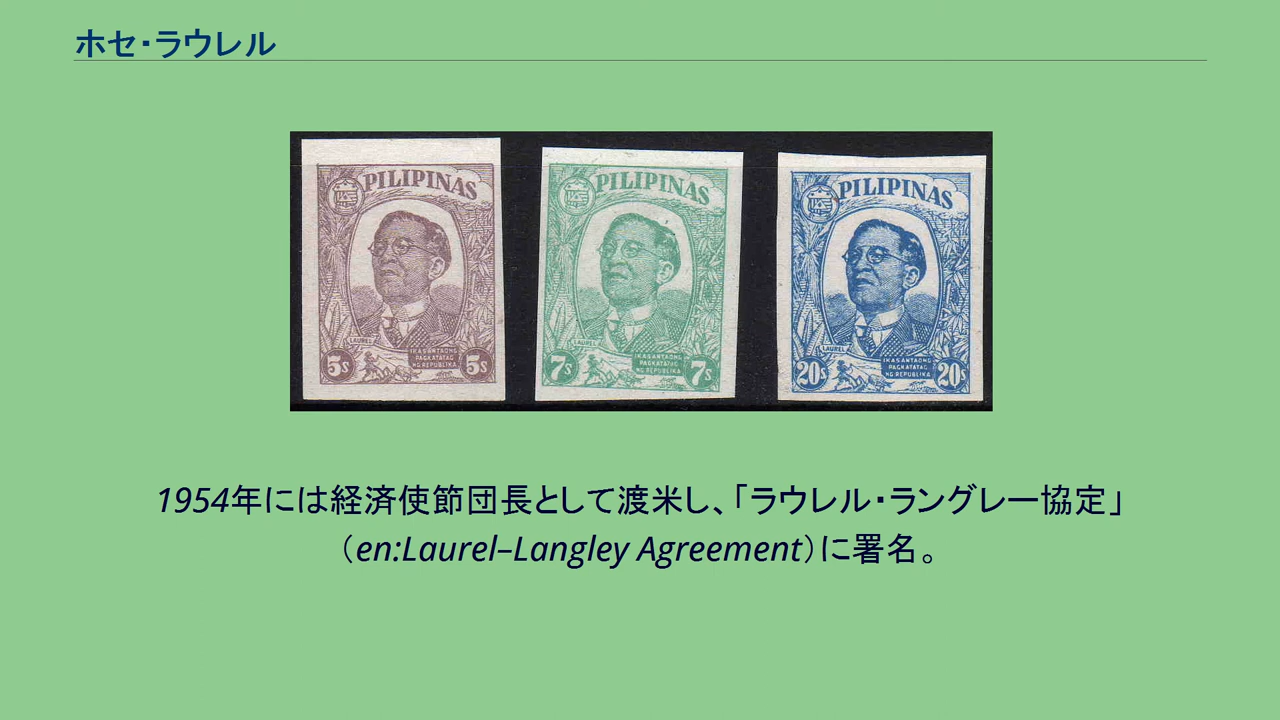 ホセ・ラウレル
PILIPINAS
LAUREL
IKASANTAONG
PAGKATATAG
NG REPUBLIKA
5s 5s
PILIPINAS
LAUREL
IKASANTAONG
PAGKATATAG
NG REPUBLIKA
7s 7s
PILIPINAS
LAUREL
IKASANTAONG
PAGKATATAG
NG REPUBLIKA
20s 20s
1954年には経済使節団長として渡米し、「ラウレル・ラングレー協定」
（en:Laurel–Langley Agreement）に署名。